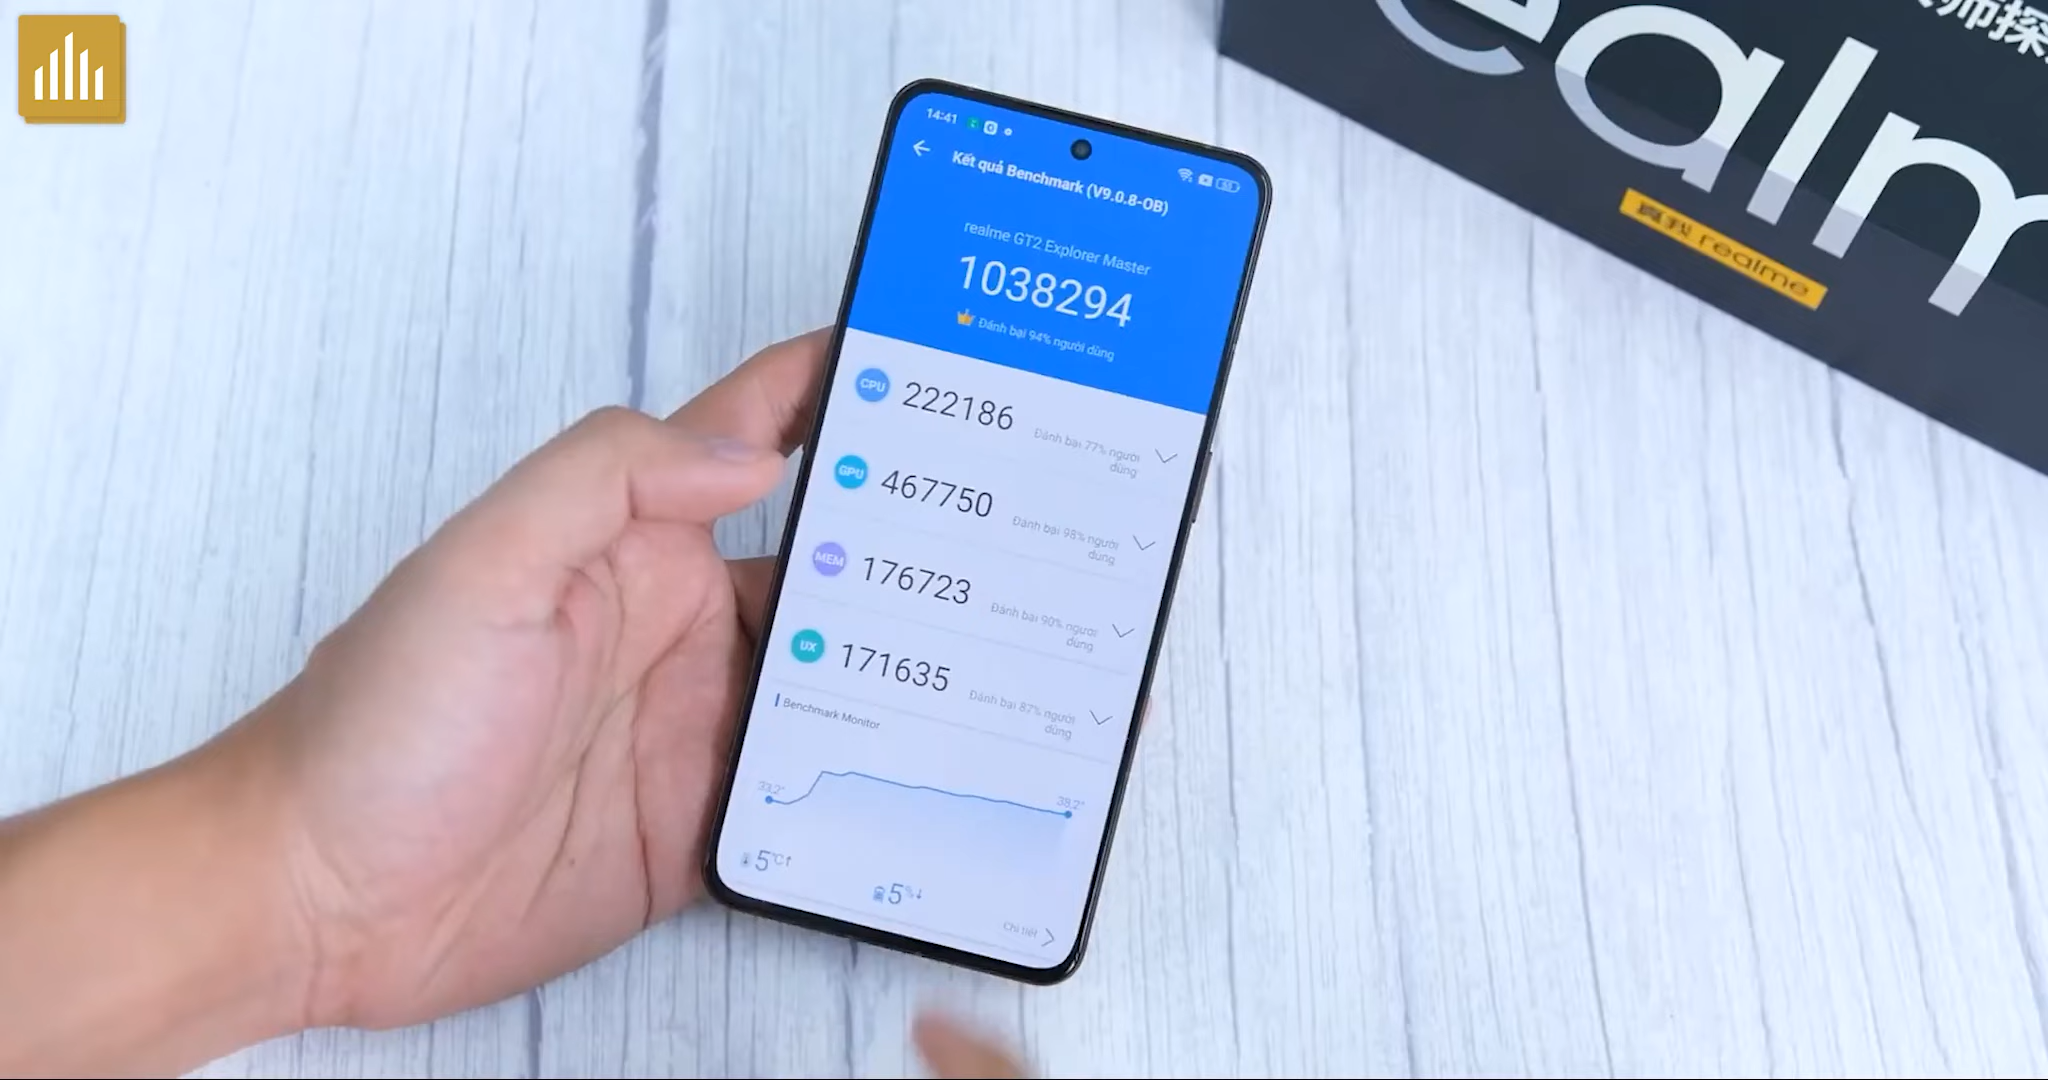 ealm
真我 realme
14:41
Kết quả Benchmark (V9.0.8-OB)
realme GT2 Explorer Master
1038294
Đánh bại 94% người dùng
CPU 222186 Đánh bại 77% người
dùng
GPU 467750 Đánh bại 98% người
dùng
MEM 176723 Đánh bại 90% người
dùng
UX 171635 Đánh bại 87% người
dùng
Benchmark Monitor
33.2° 38.2°
5°C↑
5%↓
Chi tiết